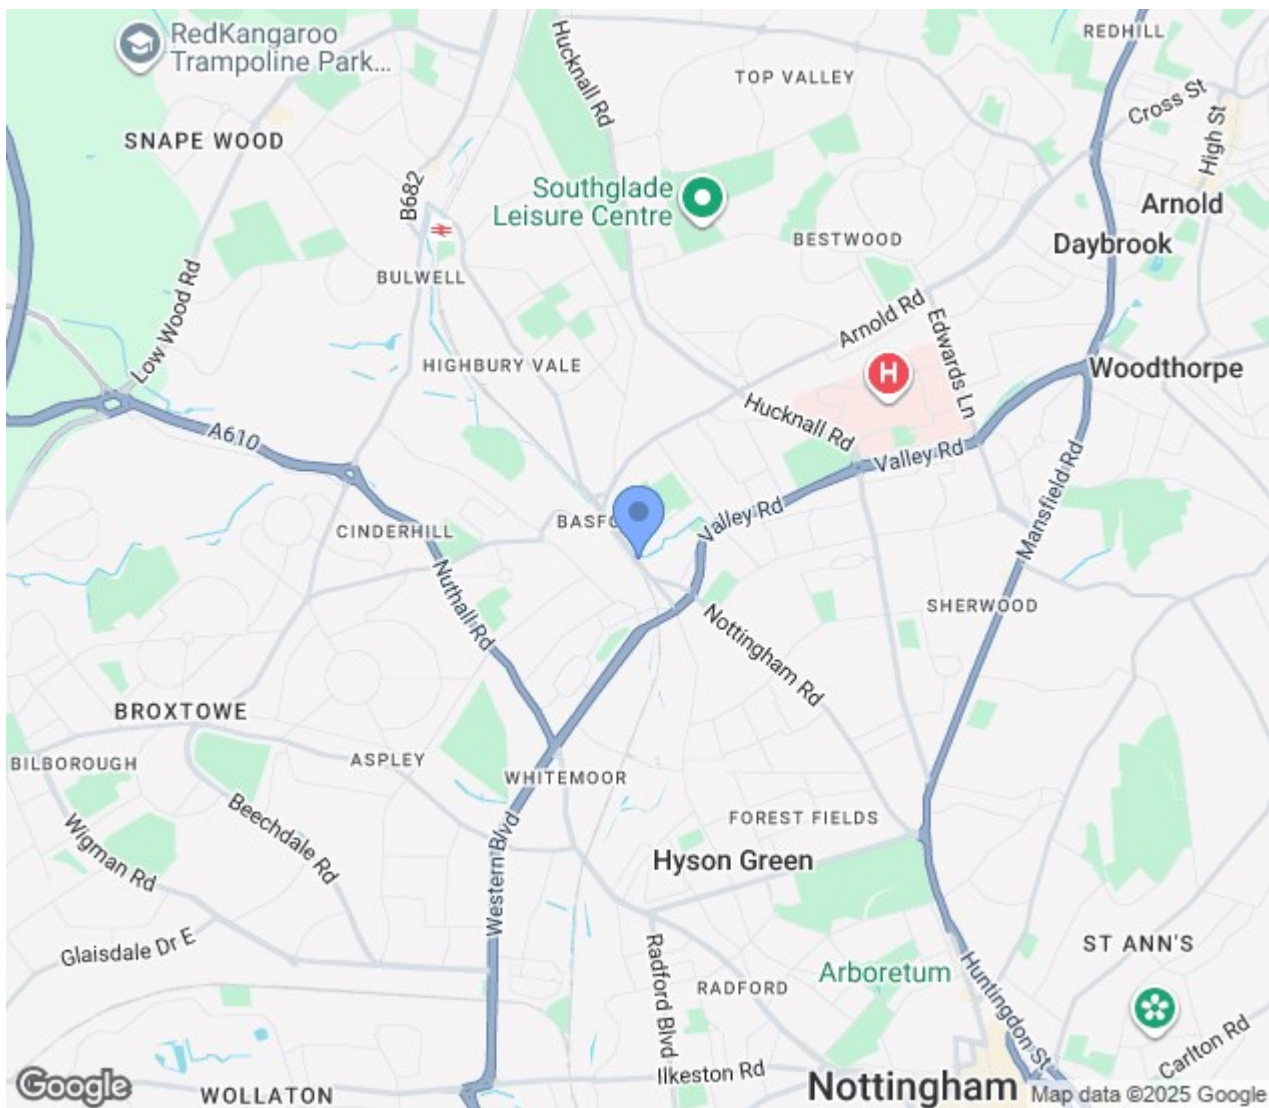 RedKangaroo
Trampoline Park...
Hucknall Rd
TOP VALLEY
REDHILL
Cross St
High St
SNAPE WOOD
B682
Southglade
Leisure Centre
Arnold
BESTWOOD
Daybrook
BULWELL
Low Wood Rd
Arnold Rd
Edwards Ln
HIGHBURY VALE
H
Woodthorpe
Hucknall Rd
A610
Valley Rd
Mansfield Rd
CINDERHILL
Valley Rd
Nuthall Rd
SHERWOOD
Nottingham Rd
BROXTOWE
BILBOROUGH
ASPLEY
WHITEMOOR
Beechdale Rd
Wigman Rd
Western Blvd
FOREST FIELDS
Hyson Green
Glaisdale Dr E
Radford Blvd
ST ANN'S
Arboretum
RADFORD
Huntingdon St
Carlton Rd
Ilkeston Rd
Google
WOLLATON
Nottingham
Map data ©2025 Google